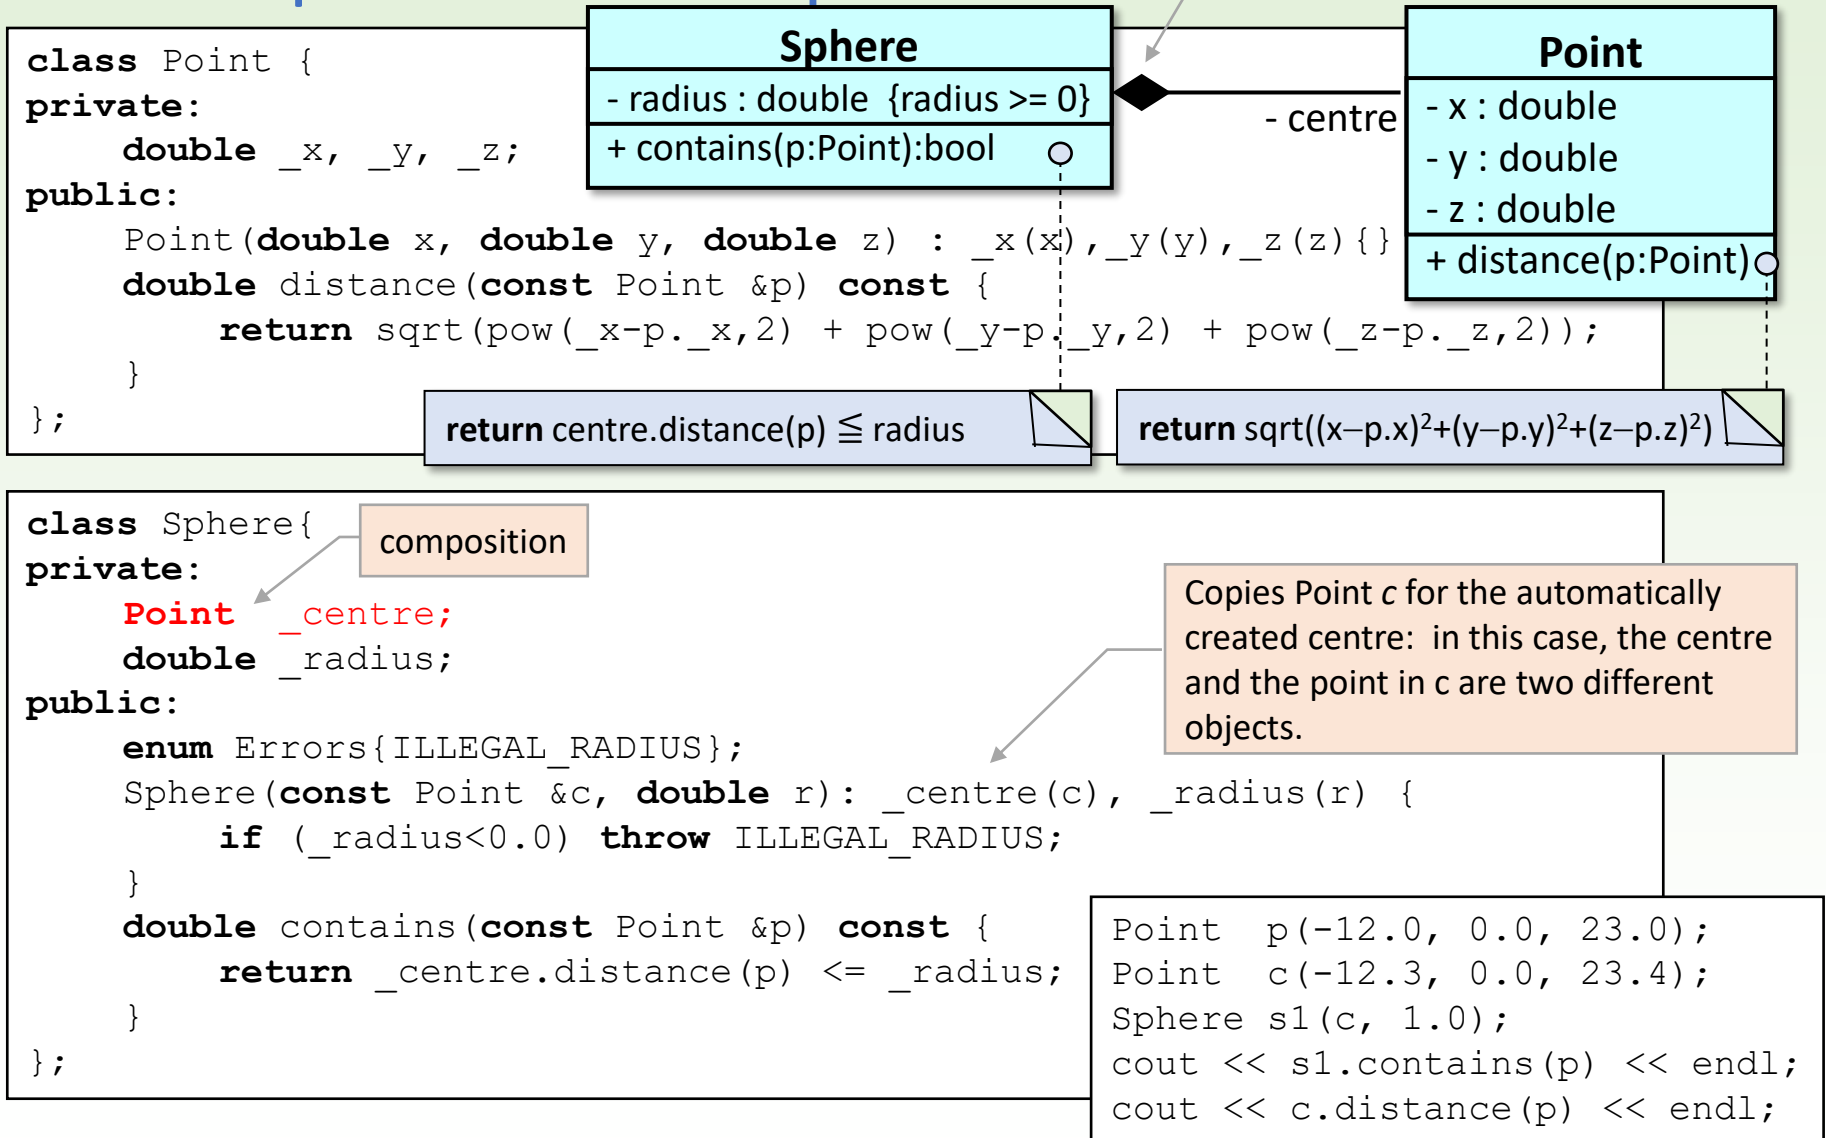 class Point {
private:
double _x, _y, _z;
public:
Point(double x, double y, double z) : _x(x),_y(y),_z(z){}
double distance(const Point &p) const {
return sqrt(pow(_x-p._x,2) + pow(_y-p._y,2) + pow(_z-p._z,2));
}
};
Sphere
- radius : double {radius >= 0}
+ contains(p:Point):bool
- centre
Point
- x : double
- y : double
- z : double
+ distance(p:Point)
return centre.distance(p) ≦ radius
return sqrt((x−p.x)²+(y−p.y)²+(z−p.z)²)
class Sphere{
private:
Point _centre;
double _radius;
public:
enum Errors{ILLEGAL_RADIUS};
Sphere(const Point &c, double r): _centre(c), _radius(r) {
if (_radius<0.0) throw ILLEGAL_RADIUS;
}
double contains(const Point &p) const {
return _centre.distance(p) <= _radius;
}
};
composition
Copies Point c for the automatically
created centre: in this case, the centre
and the point in c are two different
objects.
Point p(-12.0, 0.0, 23.0);
Point c(-12.3, 0.0, 23.4);
Sphere s1(c, 1.0);
cout << s1.contains(p) << endl;
cout << c.distance(p) << endl;